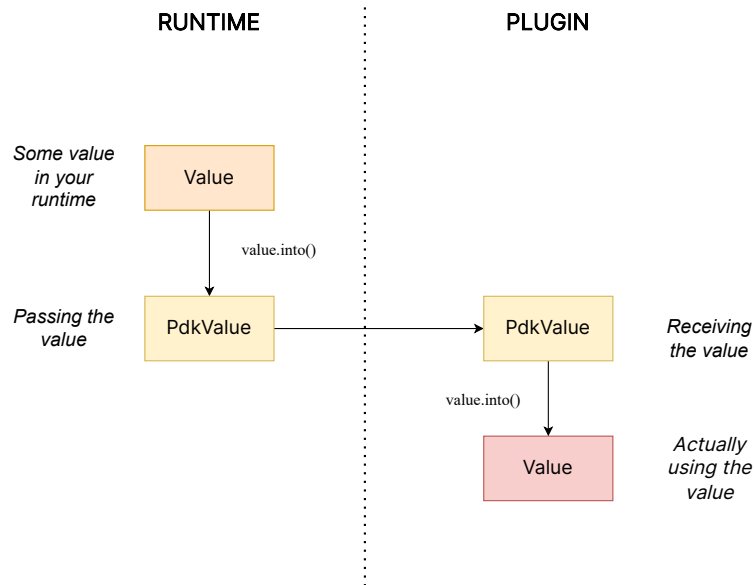 RUNTIME
PLUGIN
Some value
in your
runtime
Value
value.into()
Passing the
value
PdkValue
PdkValue
Receiving
the value
value.into()
Value
Actually
using the
value